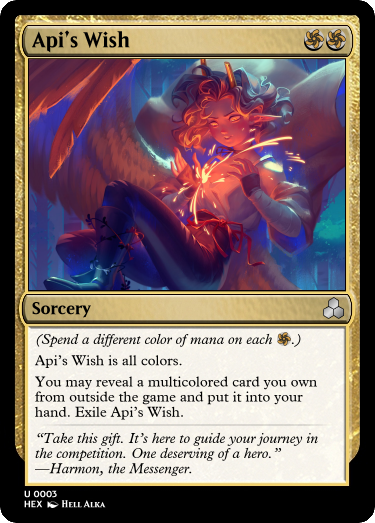 Api's Wish
Sorcery
(Spend a different color of mana on each .)
Api's Wish is all colors.
You may reveal a multicolored card you own
from outside the game and put it into your
hand. Exile Api's Wish.
“Take this gift. It's here to guide your journey in
the competition. One deserving of a hero.”
—Harmon, the Messenger.
U 0003
HEX Hell Alka